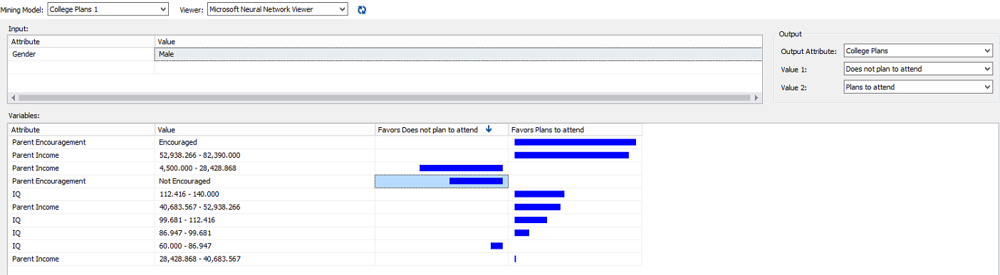 Mining Model: College Plans 1 Viewer: Microsoft Neural Network Viewer
Input:
Output
Attribute Value
Gender Male
Output Attribute: College Plans
Value 1: Does not plan to attend
Value 2: Plans to attend
Variables:
Attribute Value Favors Does not plan to attend Favors Plans to attend
Parent Encouragement Encouraged
Parent Income 52,938.266 - 82,390.000
Parent Income 4,500.000 - 28,428.868
Parent Encouragement Not Encouraged
IQ 112.416 - 140.000
Parent Income 40,683.567 - 52,938.266
IQ 99.681 - 112.416
IQ 86.947 - 99.681
IQ 60.000 - 86.947
Parent Income 28,428.868 - 40,683.567